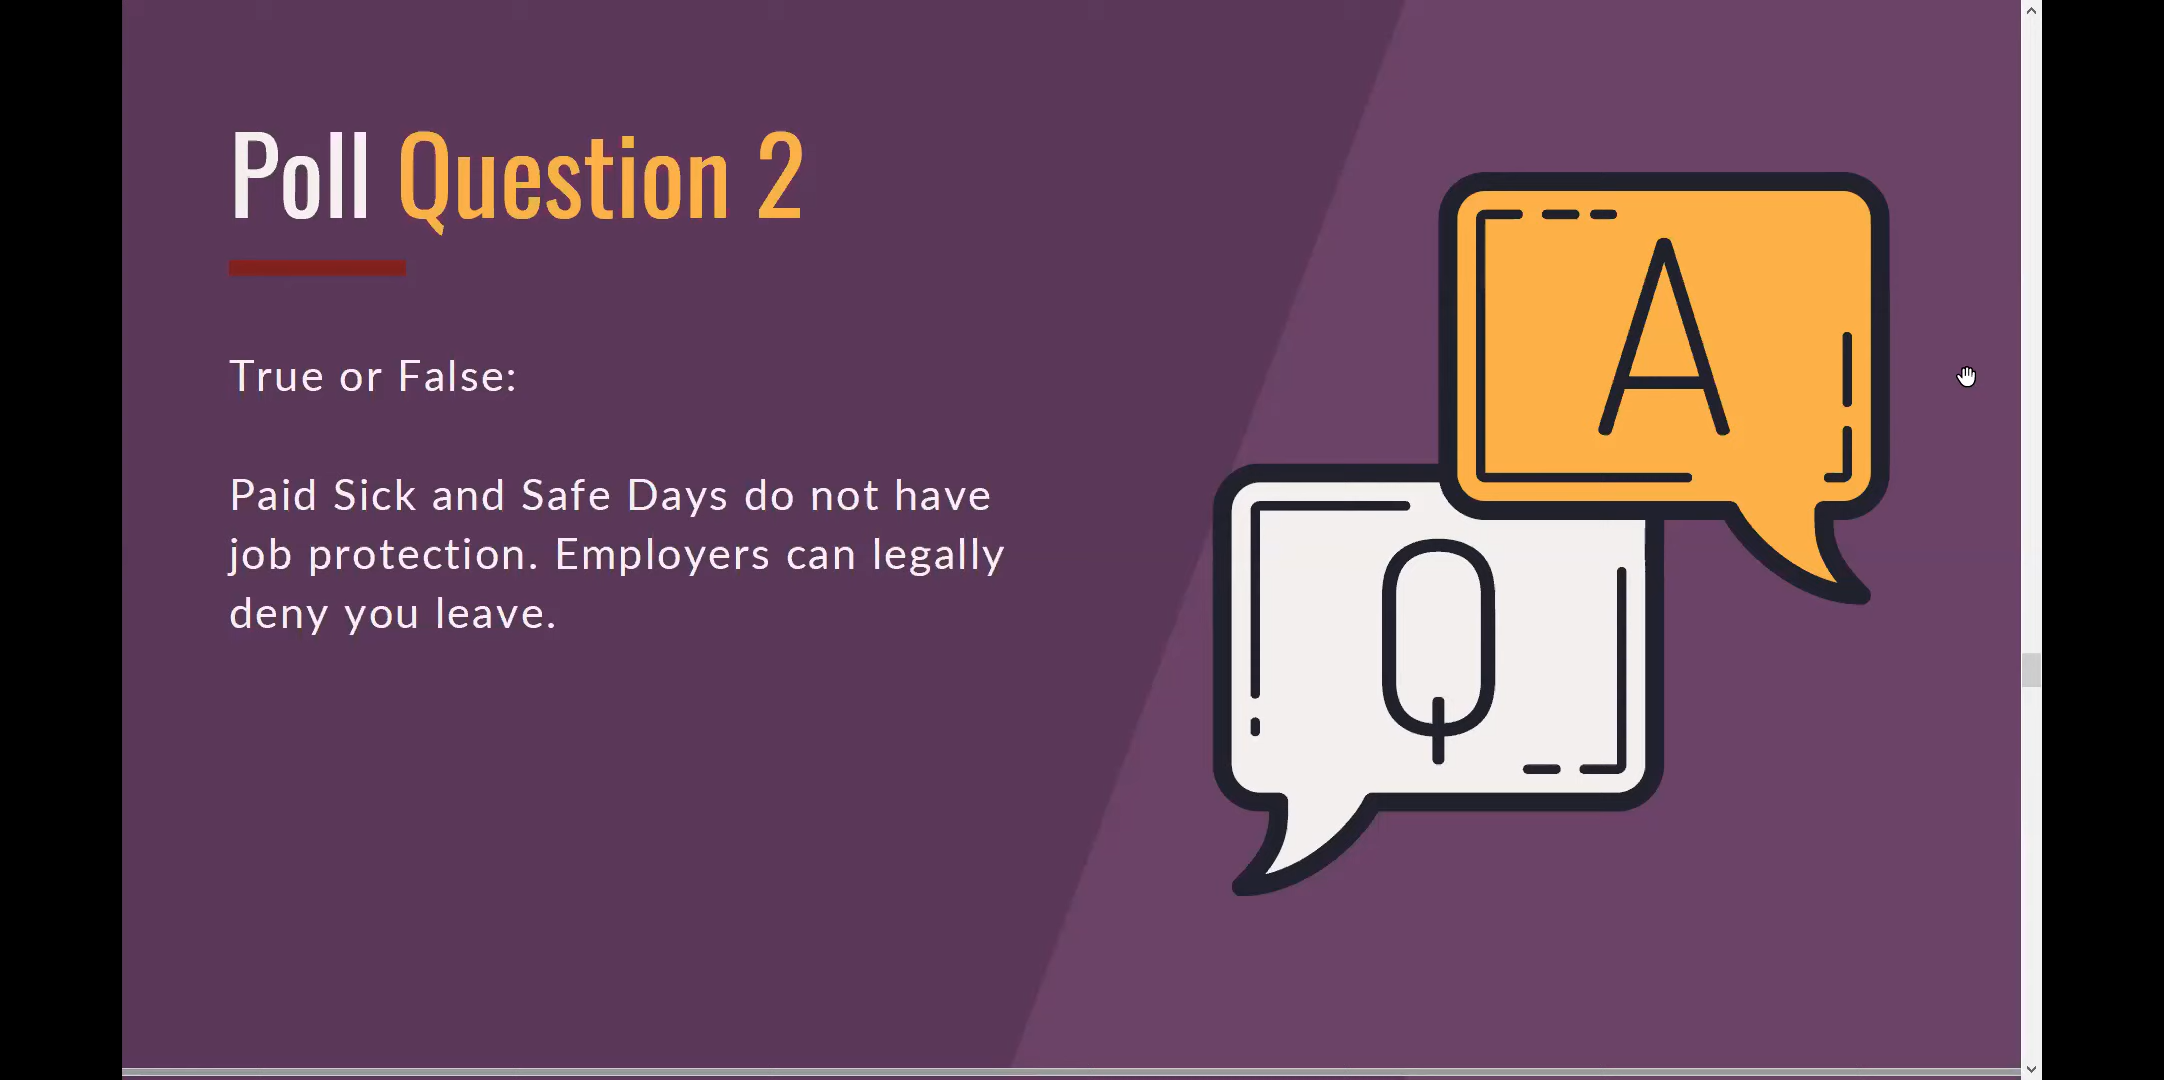 Poll Question 2
True or False:
Paid Sick and Safe Days do not have
job protection. Employers can legally
deny you leave.
A
Q